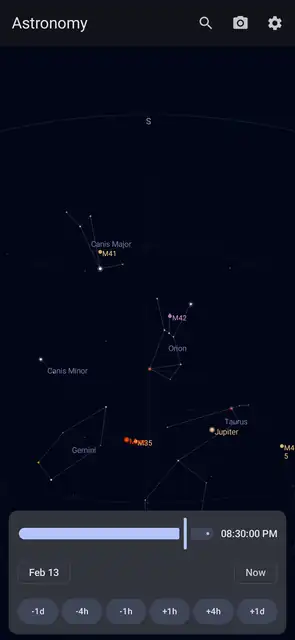 Astronomy
S
Canis Major
M41
M42
Orion
Canis Minor
Taurus
Jupiter
M35
Gemini
M4
5
08:30:00 PM
Feb 13
Now
-1d
-4h
-1h
+1h
+4h
+1d